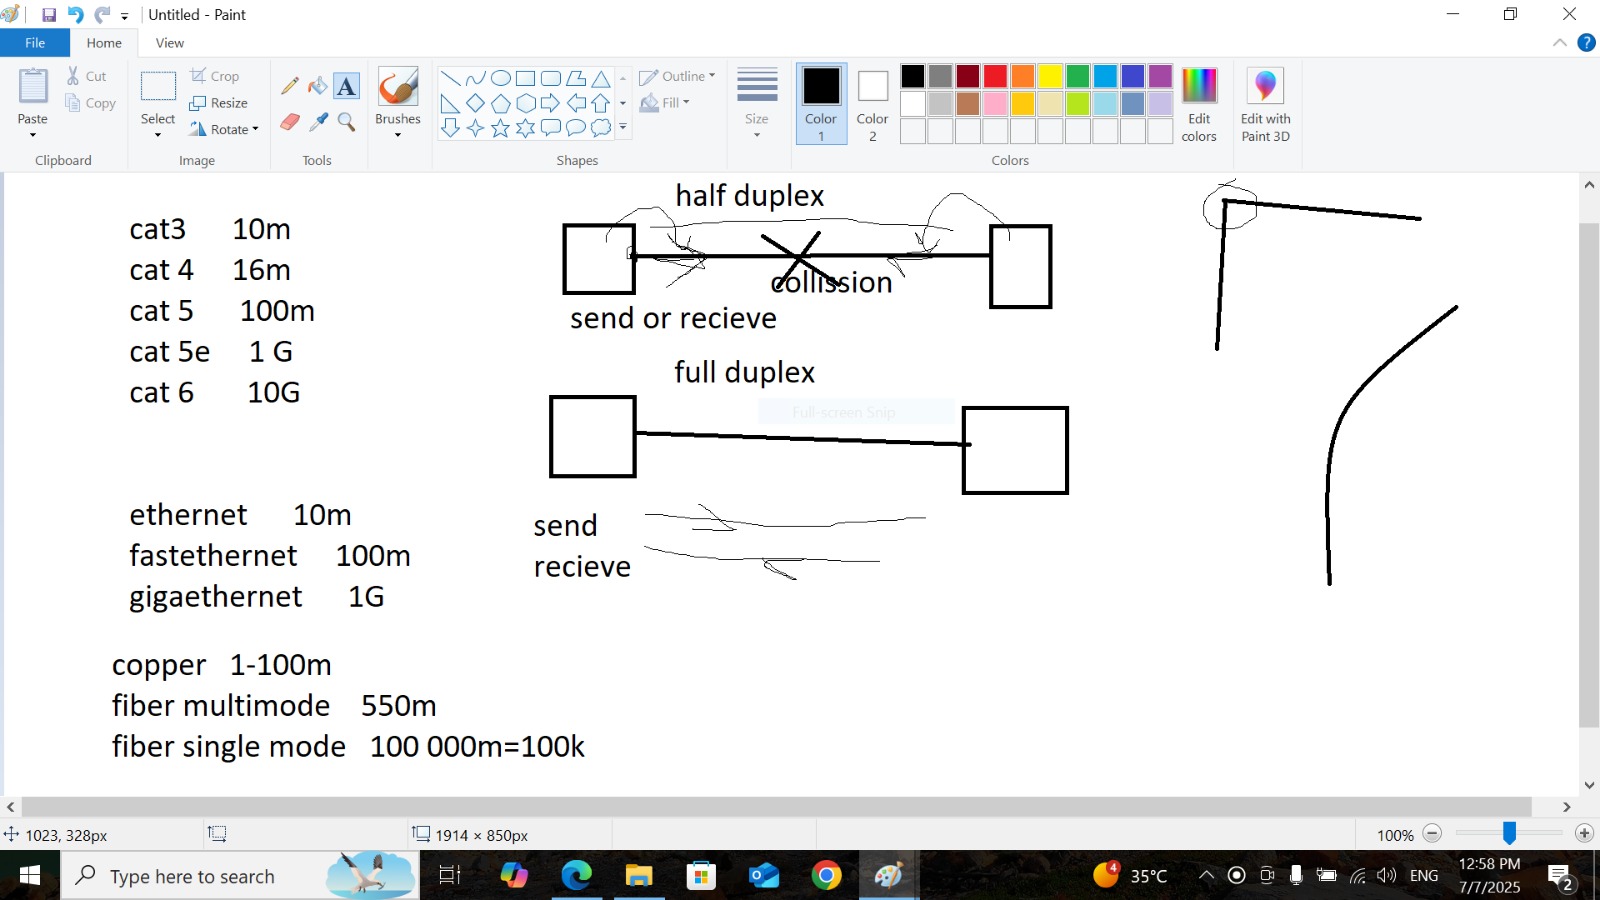 Untitled - Paint
File Home View
Paste
Cut
Copy
Clipboard
Select
Crop
Resize
Rotate
Image
A
Tools
Brushes
Outline
Fill
Shapes
Size
Color 1
Color 2
Edit colors
Colors
Edit with Paint 3D
cat3 10m
cat 4 16m
cat 5 100m
cat 5e 1 G
cat 6 10G
ethernet 10m
fastethernet 100m
gigaethernet 1G
copper 1-100m
fiber multimode 550m
fiber single mode 100 000m=100k
half duplex
collission
send or recieve
full duplex
Full-screen Snip
send
recieve
1023, 328px
1914 × 850px
100%
Type here to search
4
35°C
ENG
12:58 PM
7/7/2025
2